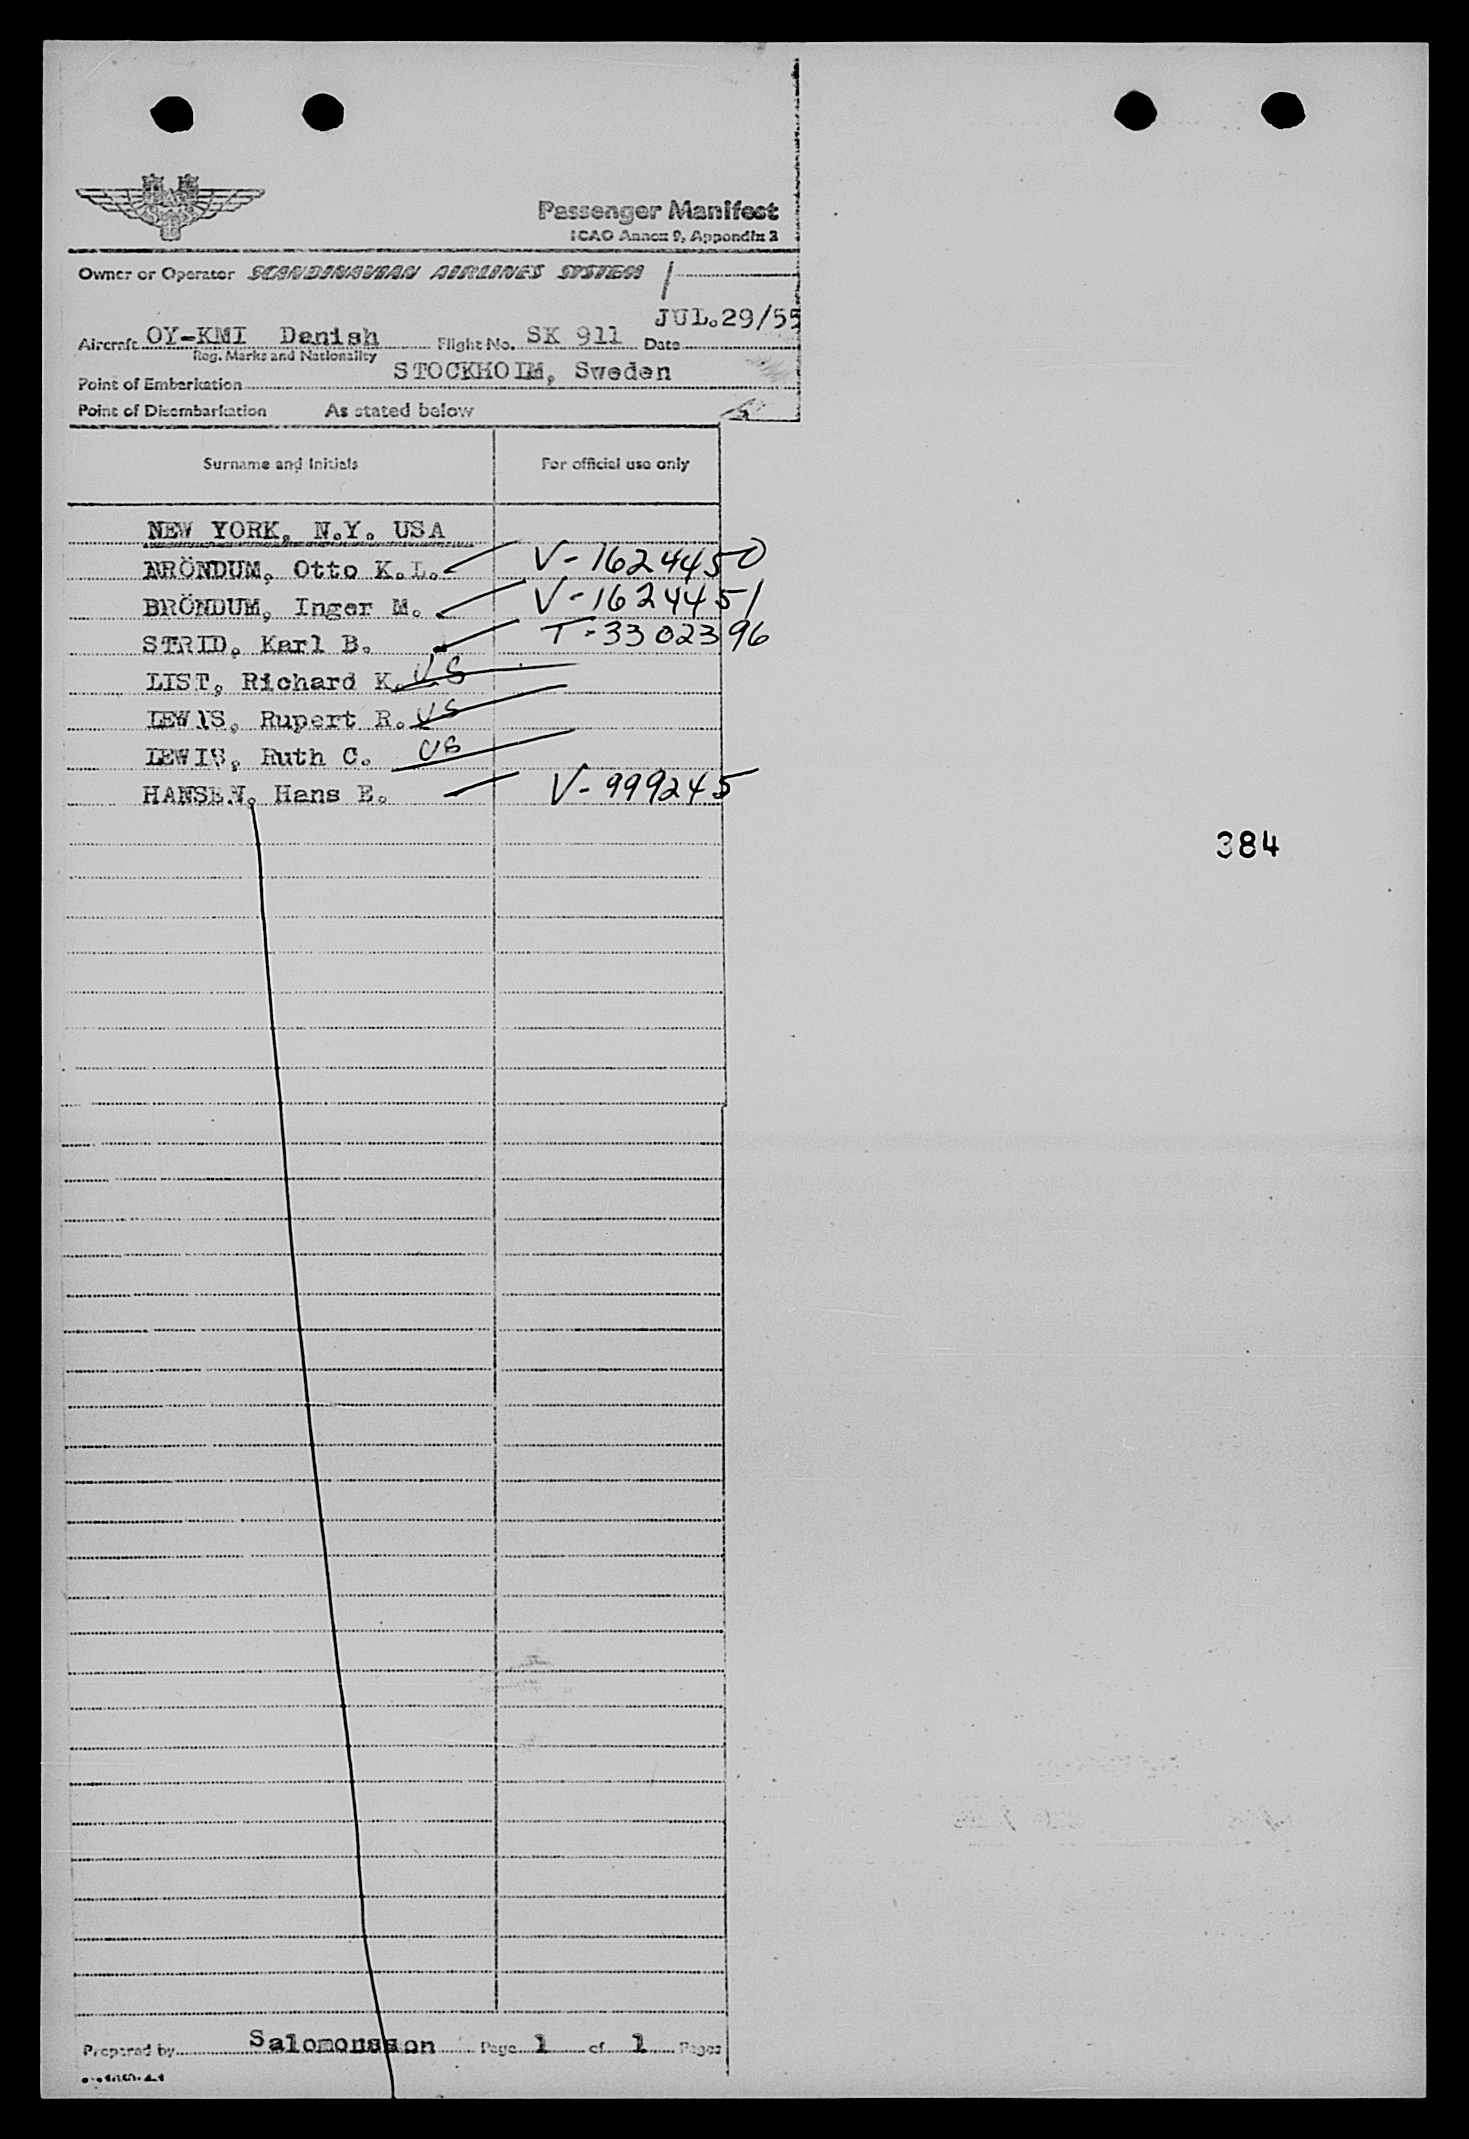 Passenger Manifest
ICAO Annex 9, Appendix 3
Owner or Operator SCANDINAVIAN AIRLINES SYSTEM
JUL.29/55
Aircraft OY-KMI Danish Flight No. SK 911 Date
Reg. Marks and Nationality
Point of Embarkation STOCKHOLM, Sweden
Point of Disembarkation As stated below
Surname and Initials For official use only
NEW YORK, N.Y. USA
BRÖNDUM, Otto K.L. V-1624450
BRÖNDUM, Inger M. V-1624451
STRID, Karl B. T-3302396
LIST, Richard K. US
LEWIS, Rupert R. US
LEWIS, Ruth C. US
HANSEN, Hans E. V-999245
384
Prepared by Salomonsson Page 1 of 1 Pages